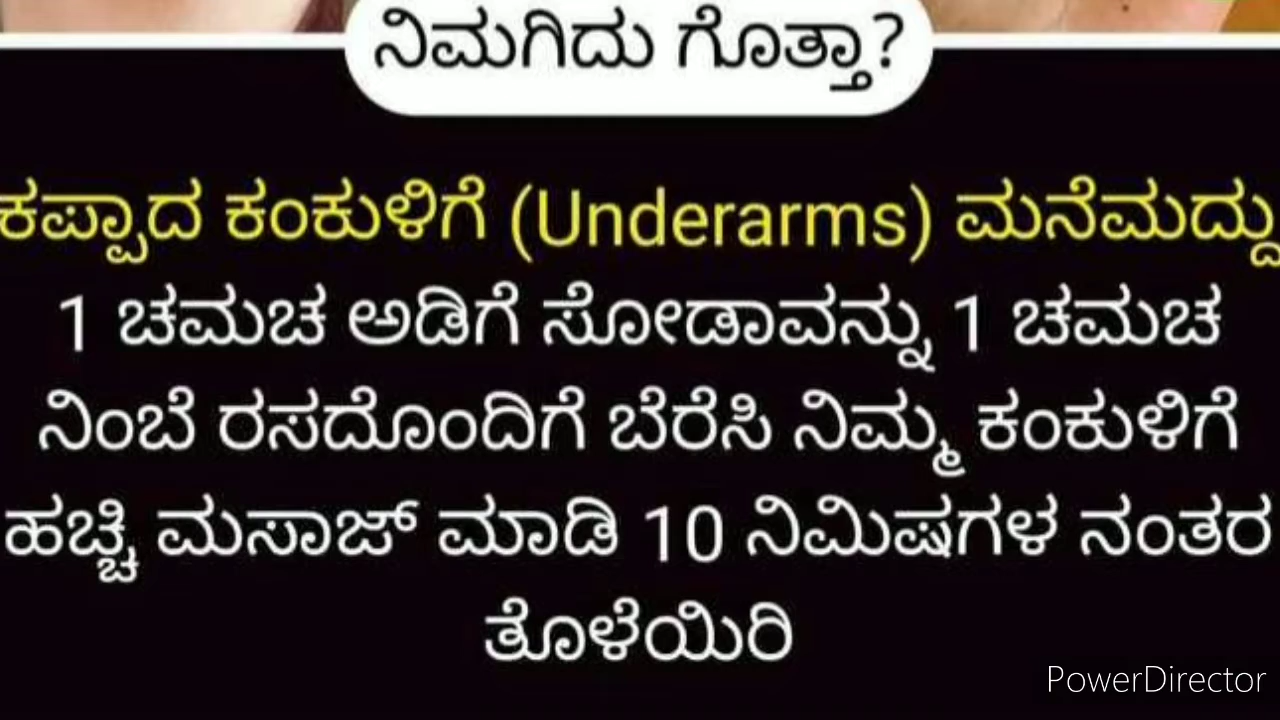 ನಿಮಗಿದು ಗೊತ್ತಾ?
ಕಪ್ಪಾದ ಕಂಕುಳಿಗೆ (Underarms) ಮನೆಮದ್ದು
1 ಚಮಚ ಅಡಿಗೆ ಸೋಡಾವನ್ನು 1 ಚಮಚ
ನಿಂಬೆ ರಸದೊಂದಿಗೆ ಬೆರೆಸಿ ನಿಮ್ಮ ಕಂಕುಳಿಗೆ
ಹಚ್ಚಿ ಮಸಾಜ್ ಮಾಡಿ 10 ನಿಮಿಷಗಳ ನಂತರ
ತೊಳೆಯಿರಿ
PowerDirector